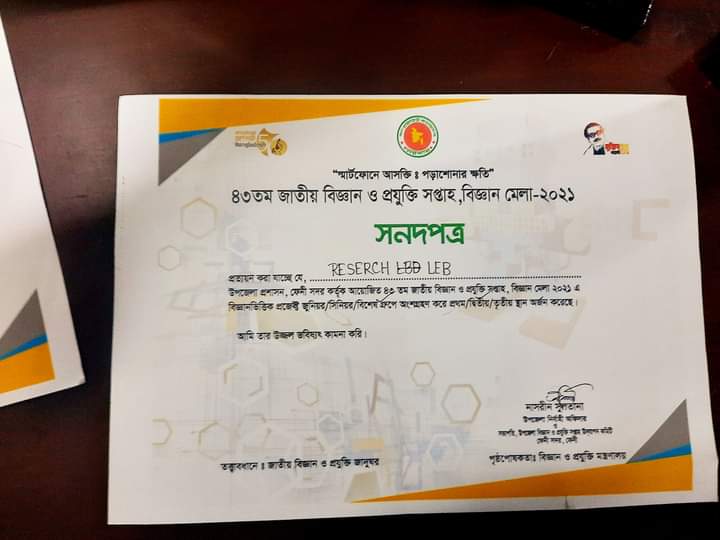 "স্মার্টফোনে আসক্তি ঃ পড়াশোনার ক্ষতি"
৪৩তম জাতীয় বিজ্ঞান ও প্রযুক্তি সপ্তাহ,বিজ্ঞান মেলা-২০২১
সনদপত্র
প্রত্যয়ন করা যাচ্ছে যে, RESERCH LBD LEB
উপজেলা প্রশাসন, ফেনী সদর কর্তৃক আয়োজিত ৪৩ তম জাতীয় বিজ্ঞান ও প্রযুক্তি সপ্তাহ, বিজ্ঞান মেলা ২০২১ এ
বিজ্ঞানভিত্তিক প্রজেক্ট জুনিয়র/সিনিয়র/বিশেষ গ্রুপে অংশগ্রহণ করে প্রথম/দ্বিতীয়/তৃতীয় স্থান অর্জন করেছে।
আমি তার উজ্জল ভবিষ্যৎ কামনা করি।
নাসরীন সুলতানা
উপজেলা নির্বাহী অফিসার
ও
সভাপতি, উপজেলা বিজ্ঞান ও প্রযুক্তি সপ্তাহ উদযাপন কমিটি
ফেনী সদর, ফেনী
তত্ত্বাবধানে ঃ জাতীয় বিজ্ঞান ও প্রযুক্তি জাদুঘর
পৃষ্ঠপোষকতাঃ বিজ্ঞান ও প্রযুক্তি মন্ত্রণালয়